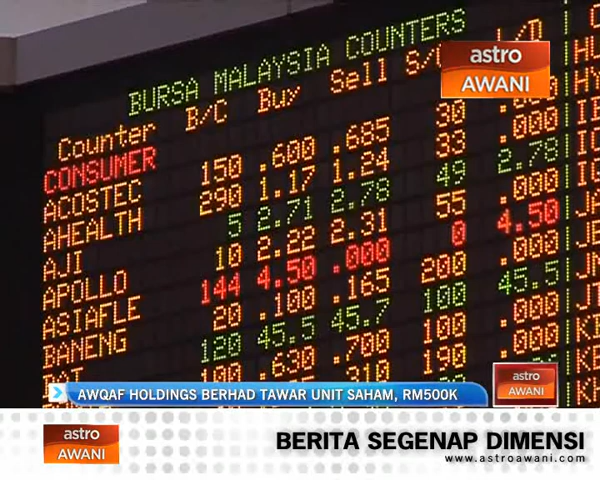 astro
AWANI
BURSA MALAYSIA COUNTERS
Counter B/C Buy Sell
CONSUMER
ACOSTEC 150 .600 .685 30
AHEALTH 290 1.17 1.24 33 .000
AJI 5 2.71 2.78 49 2.78
APOLLO 10 2.22 2.31 55 .000
ASIAFLE 144 4.50 .000 0 4.50
BANENG 20 .100 .165 200 .000
BAT 120 45.5 45.7 100 45.5
100 .630 .700 100 .000
.310 190 .000
AWQAF HOLDINGS BERHAD TAWAR UNIT SAHAM, RM500K
astro
AWANI
astro
AWANI
BERITA SEGENAP DIMENSI
www.astroawani.com